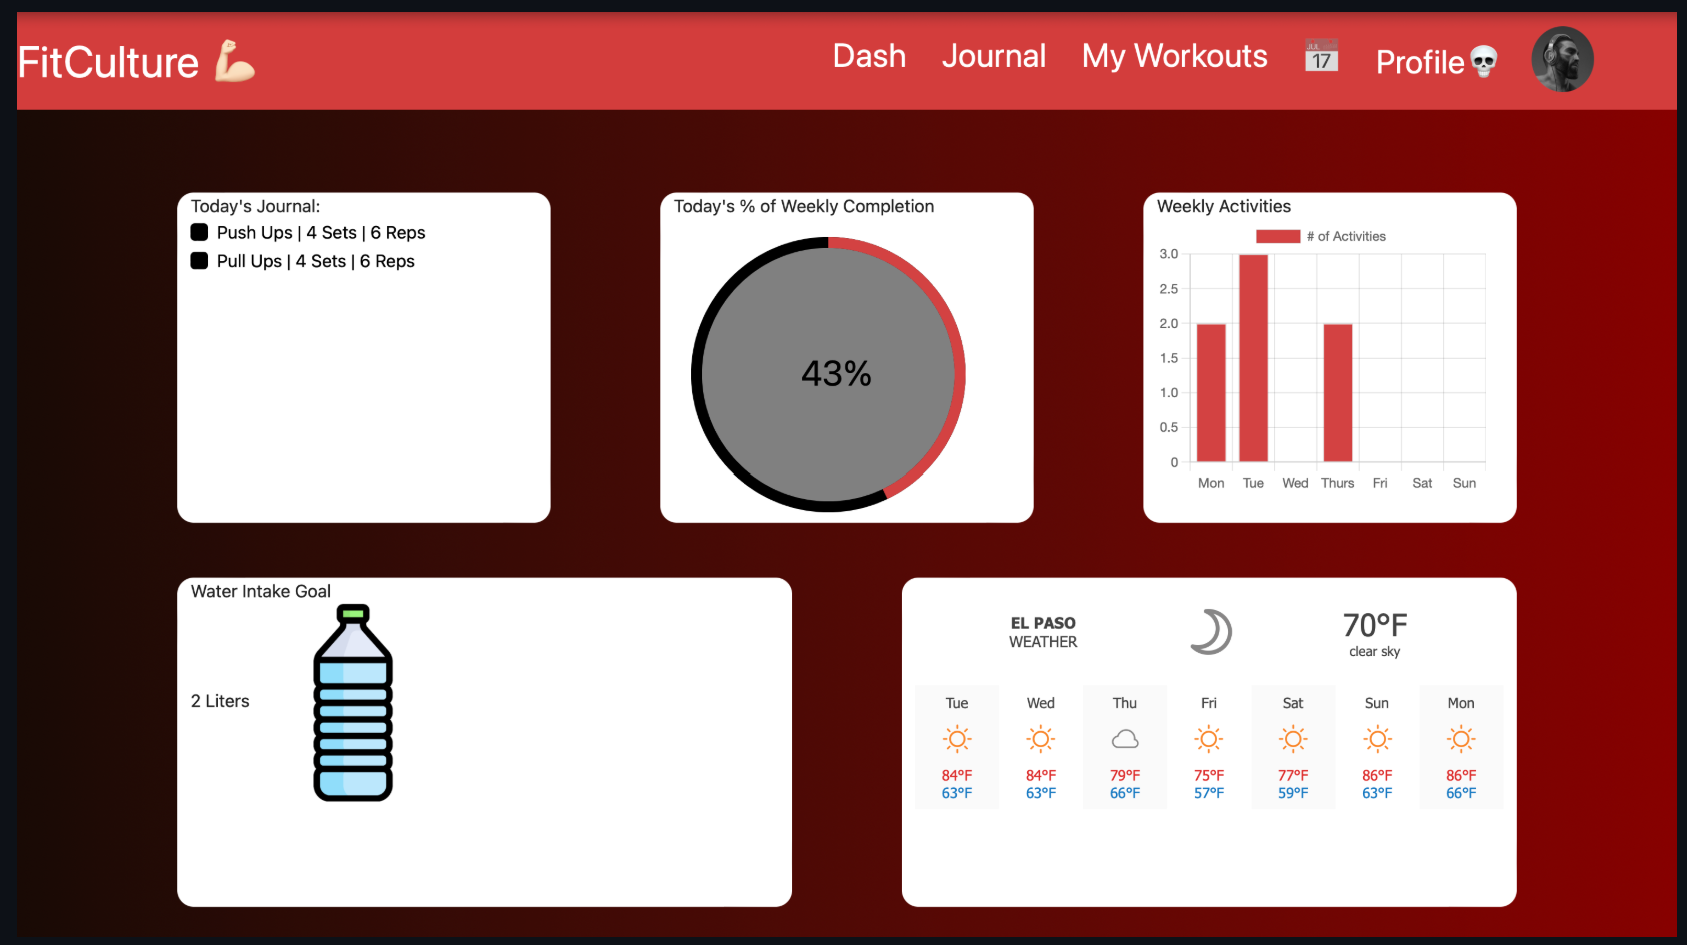 FitCulture 💪🏻
Dash Journal My Workouts 📅 Profile💀
JUL
17
Today's Journal:
Push Ups | 4 Sets | 6 Reps
Pull Ups | 4 Sets | 6 Reps
Today's % of Weekly Completion
43%
Weekly Activities
# of Activities
3.0
2.5
2.0
1.5
1.0
0.5
0
Mon Tue Wed Thurs Fri Sat Sun
Water Intake Goal
2 Liters
EL PASO
WEATHER
70°F
clear sky
Tue Wed Thu Fri Sat Sun Mon
84°F 84°F 79°F 75°F 77°F 86°F 86°F
63°F 63°F 66°F 57°F 59°F 63°F 66°F